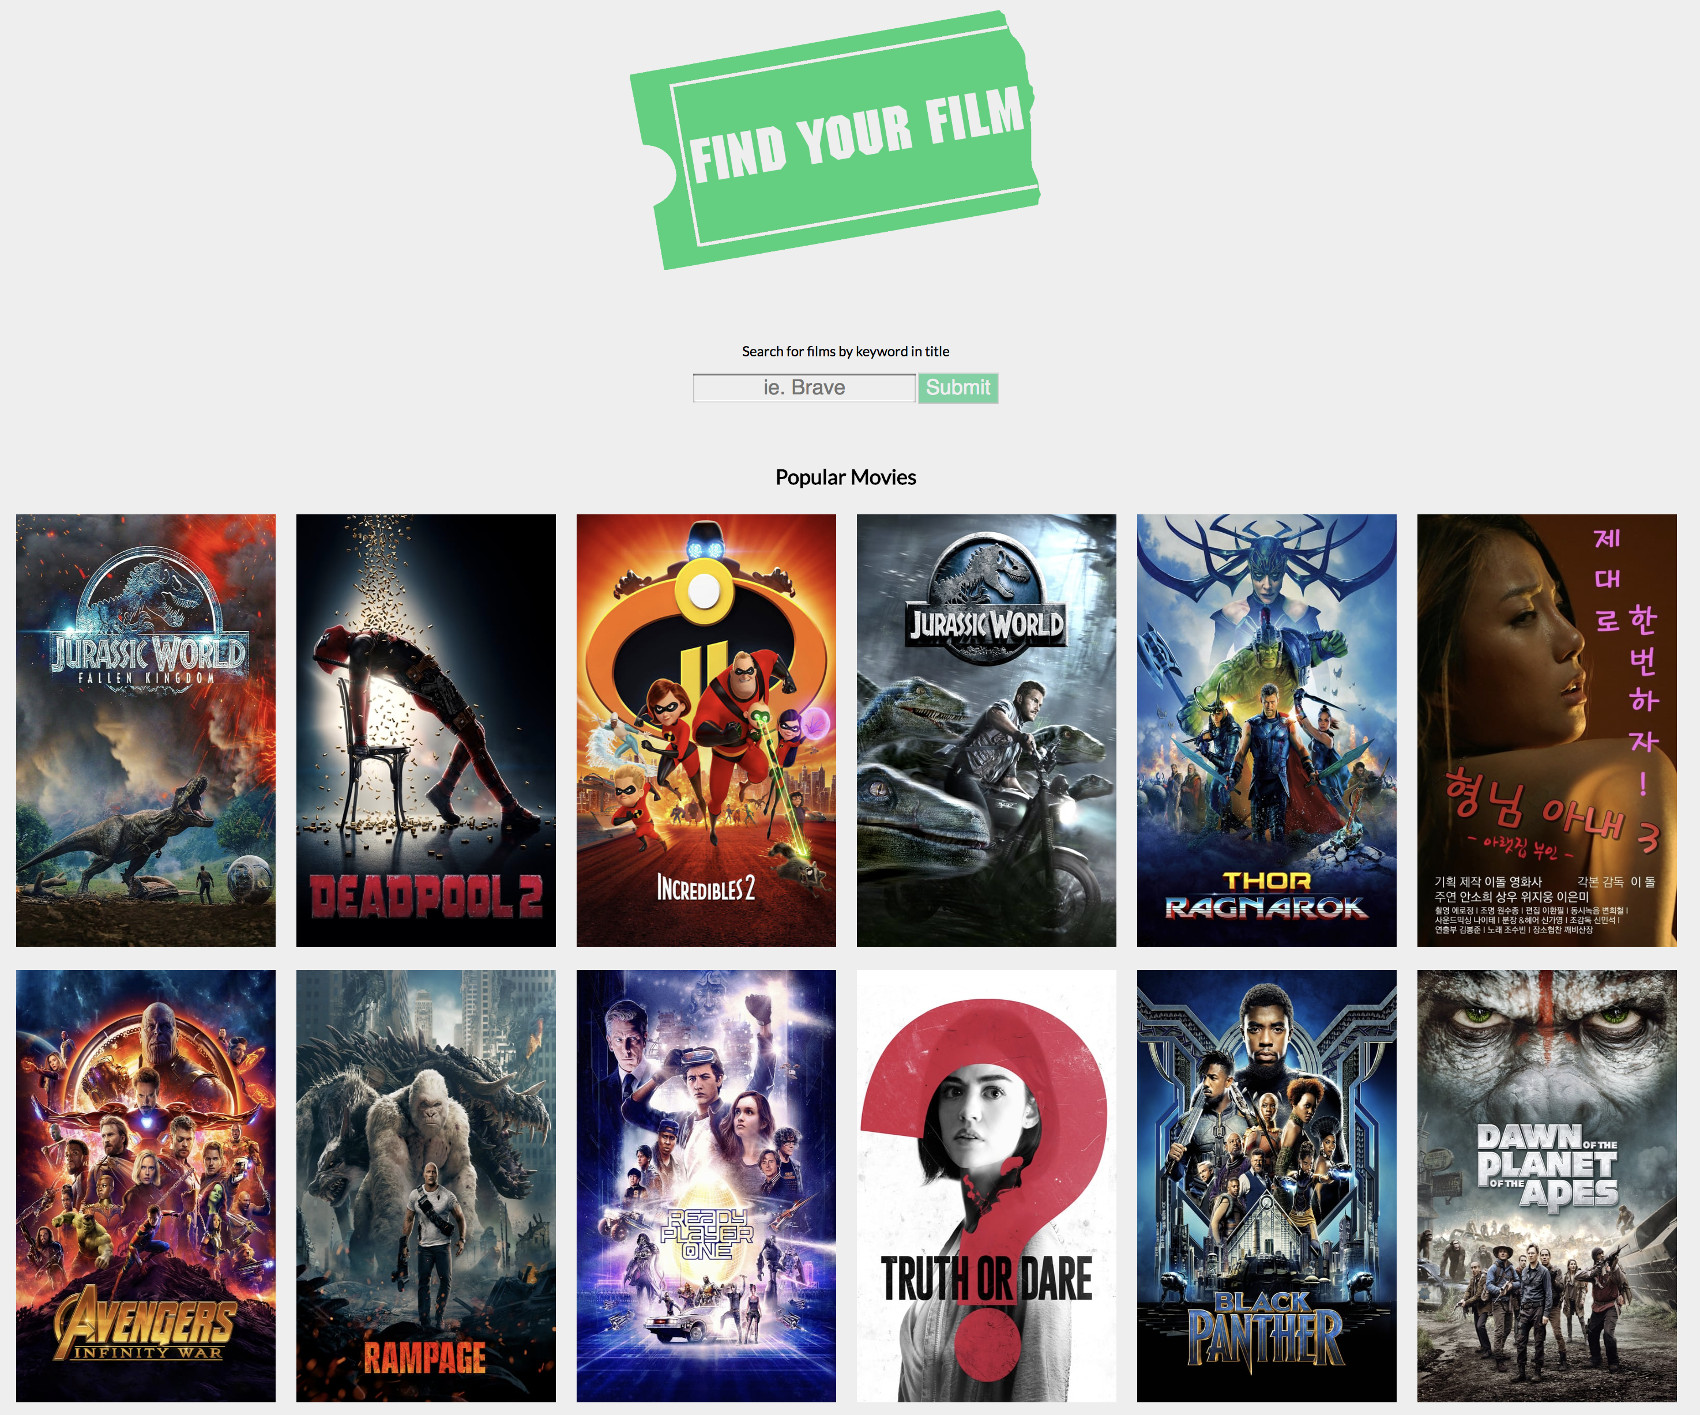 FIND YOUR FILM
Search for films by keyword in title
ie. Brave
Submit
Popular Movies
JURASSIC WORLD
FALLEN KINGDOM
DEADPOOL 2
INCREDIBLES 2
JURASSIC WORLD
THOR
RAGNAROK
제대로
한번하자!
형님 아내 3
- 아랫집 부인 -
기획 제작 이돌 영화사 각본 감독 이 돌
주연 안소희 상우 위지웅 이은미
AVENGERS
INFINITY WAR
RAMPAGE
READY
PLAYER
ONE
TRUTH OR DARE
BLACK
PANTHER
DAWN OF THE
PLANET
OF THE APES